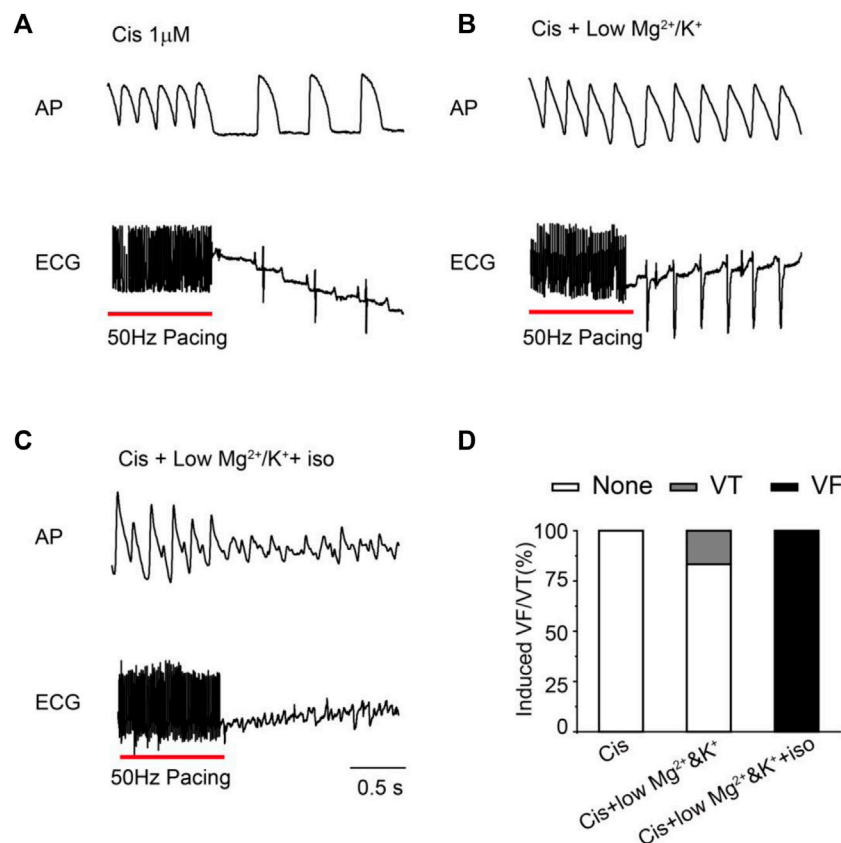 A
Cis 1µM
AP
ECG
50Hz Pacing
B
Cis + Low Mg²⁺/K⁺
AP
ECG
50Hz Pacing
C
Cis + Low Mg²⁺/K⁺+ iso
AP
ECG
50Hz Pacing
0.5 s
D
None VT VF
Induced VF/VT(%)
100
75
50
25
0
Cis
Cis+low Mg²⁺&K⁺
Cis+low Mg²⁺&K⁺+iso